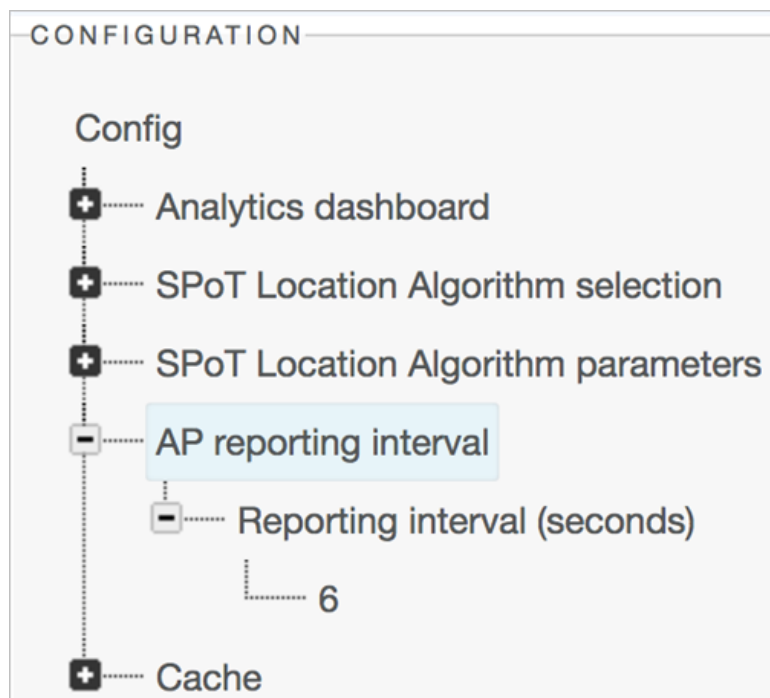 CONFIGURATION
Config
Analytics dashboard
SPoT Location Algorithm selection
SPoT Location Algorithm parameters
AP reporting interval
Reporting interval (seconds)
6
Cache